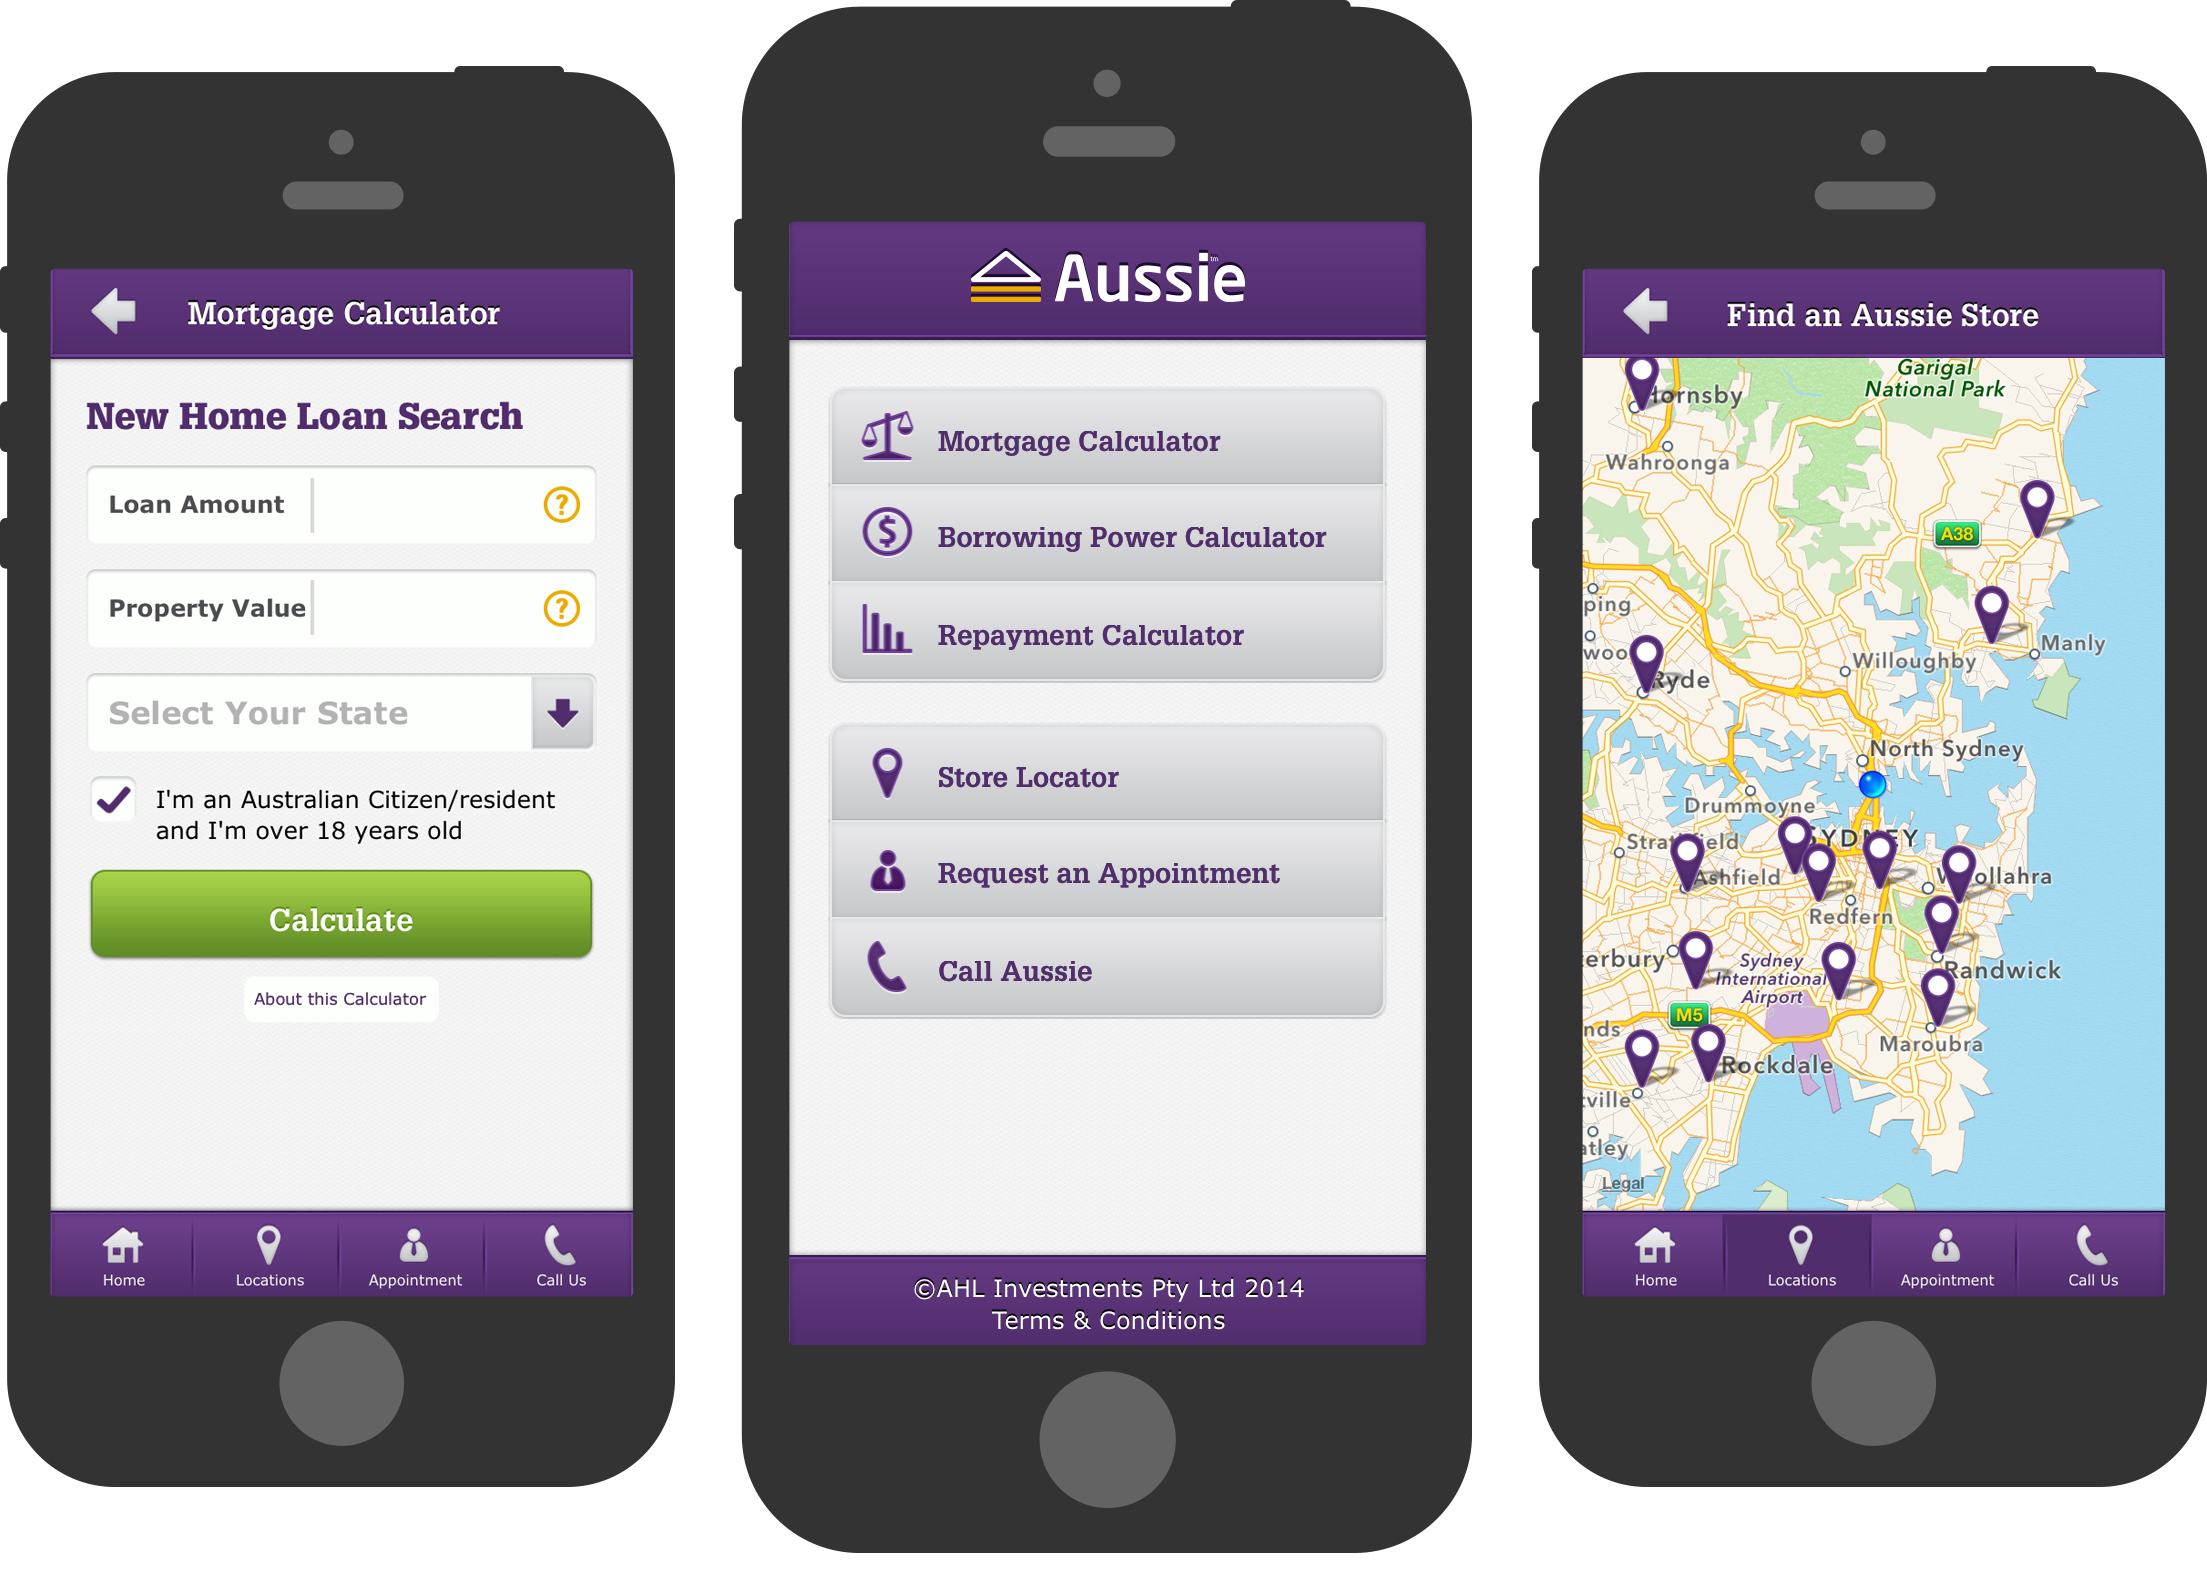 Mortgage Calculator
New Home Loan Search
Loan Amount
?
Property Value
?
Select Your State
I'm an Australian Citizen/resident
and I'm over 18 years old
Calculate
About this Calculator
Home
Locations
Appointment
Call Us
Aussie™
Mortgage Calculator
$
Borrowing Power Calculator
Repayment Calculator
Store Locator
Request an Appointment
Call Aussie
©AHL Investments Pty Ltd 2014
Terms & Conditions
Find an Aussie Store
Garigal
National Park
Hornsby
Wahroonga
A38
ping
woo
Manly
Willoughby
Ryde
North Sydney
Drummoyne
SYDNEY
Strathfield
Ashfield
Woollahra
Redfern
erbury
Sydney
International
Airport
Randwick
M5
nds
Maroubra
Rockdale
ville
atley
Legal
Home
Locations
Appointment
Call Us